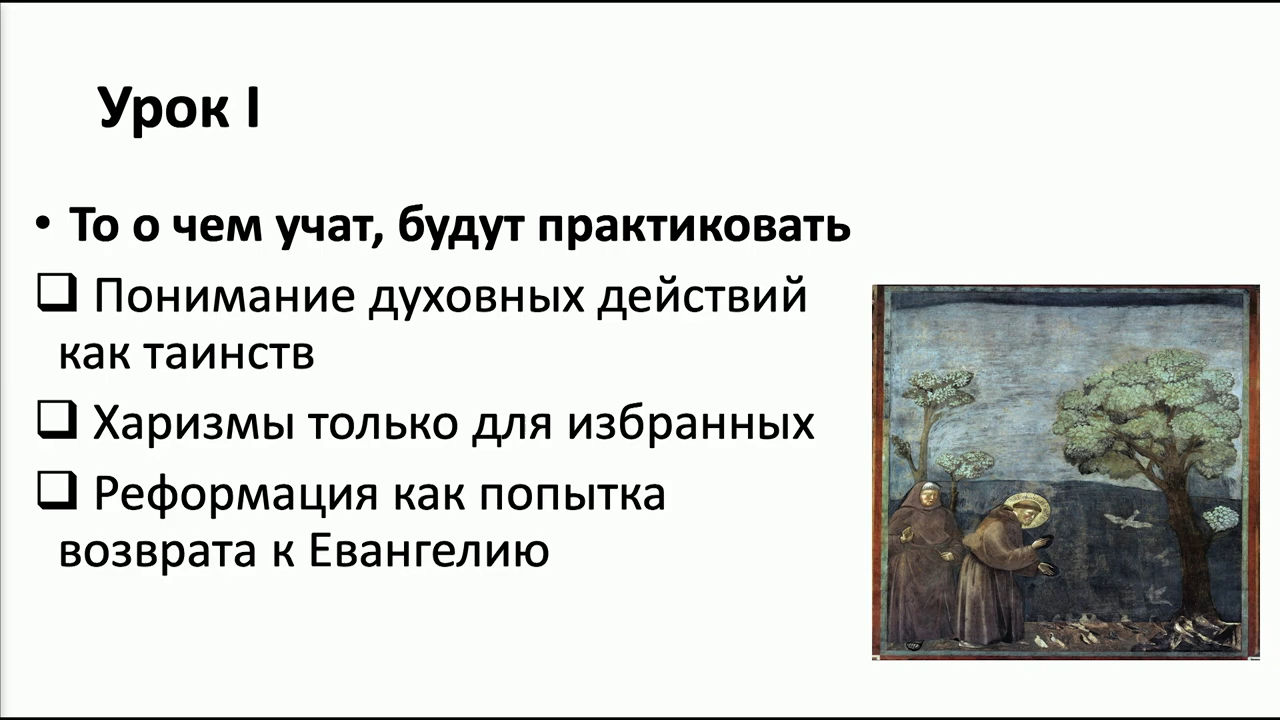 Урок I
• То о чем учат, будут практиковать
❑ Понимание духовных действий
как таинств
❑ Харизмы только для избранных
❑ Реформация как попытка
возврата к Евангелию